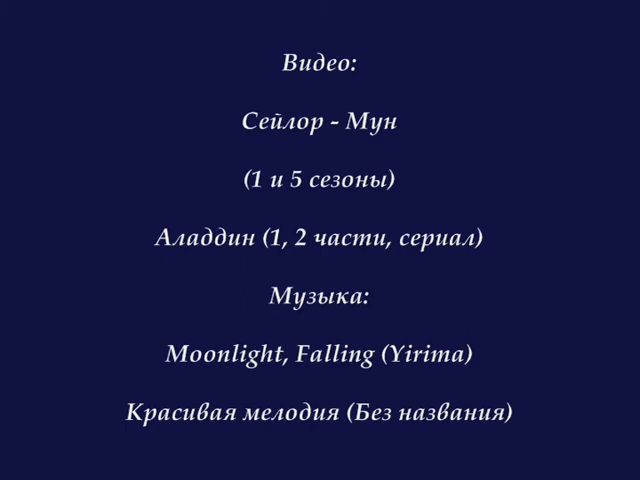 Видео:
Сейлор - Мун
(1 и 5 сезоны)
Аладдин (1, 2 части, сериал)
Музыка:
Moonlight, Falling (Yirima)
Красивая мелодия (Без названия)